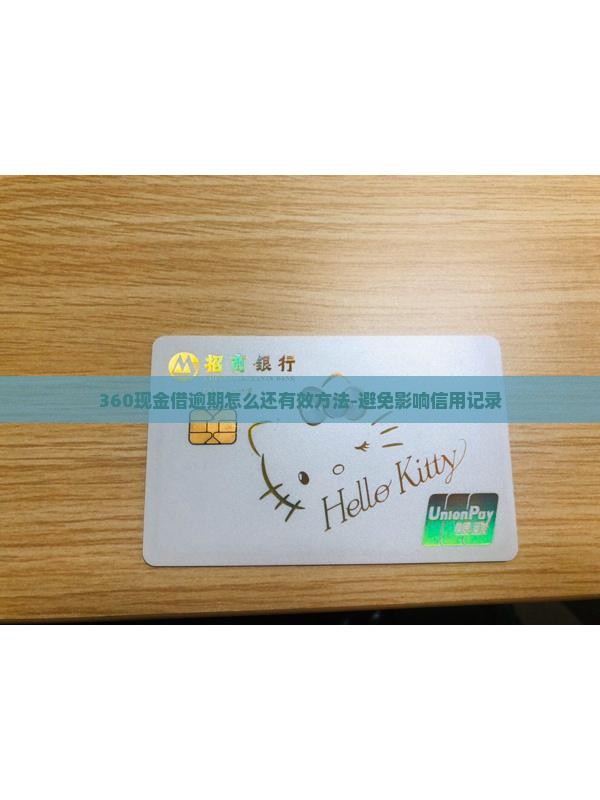 招商银行
360现金借逾期怎么还有效方法-避免影响信用记录
Hello Kitty
UnionPay
银联